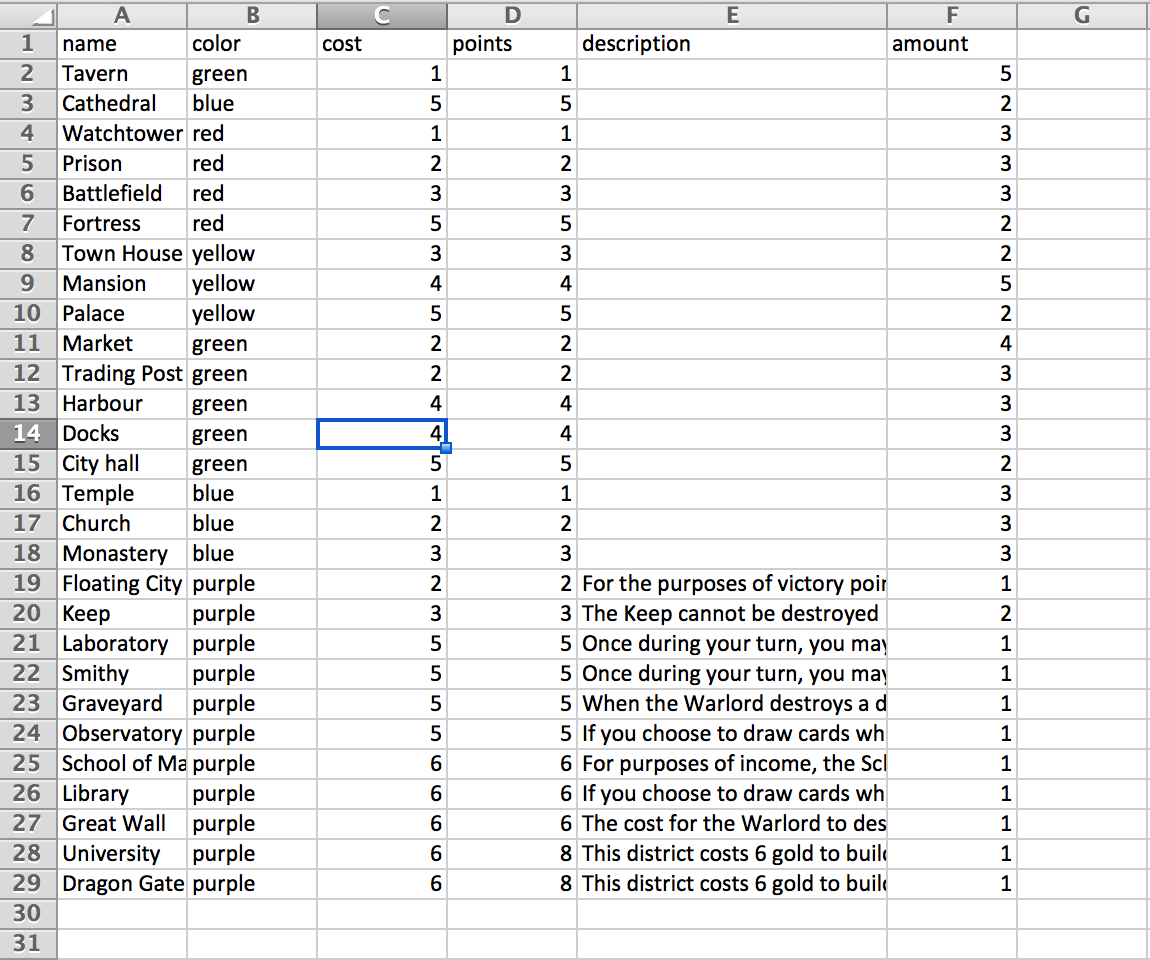 A B C D E F G
1 name color cost points description amount
2 Tavern green 1 1 5
3 Cathedral blue 5 5 2
4 Watchtower red 1 1 3
5 Prison red 2 2 3
6 Battlefield red 3 3 3
7 Fortress red 5 5 2
8 Town House yellow 3 3 2
9 Mansion yellow 4 4 5
10 Palace yellow 5 5 2
11 Market green 2 2 4
12 Trading Post green 2 2 3
13 Harbour green 4 4 3
14 Docks green 4 4 3
15 City hall green 5 5 2
16 Temple blue 1 1 3
17 Church blue 2 2 3
18 Monastery blue 3 3 3
19 Floating City purple 2 2 For the purposes of victory poi 1
20 Keep purple 3 3 The Keep cannot be destroyed 2
21 Laboratory purple 5 5 Once during your turn, you may 1
22 Smithy purple 5 5 Once during your turn, you may 1
23 Graveyard purple 5 5 When the Warlord destroys a d 1
24 Observatory purple 5 5 If you choose to draw cards wh 1
25 School of Ma purple 6 6 For purposes of income, the Sc 1
26 Library purple 6 6 If you choose to draw cards wh 1
27 Great Wall purple 6 6 The cost for the Warlord to des 1
28 University purple 6 8 This district costs 6 gold to buil 1
29 Dragon Gate purple 6 8 This district costs 6 gold to buil 1
30
31